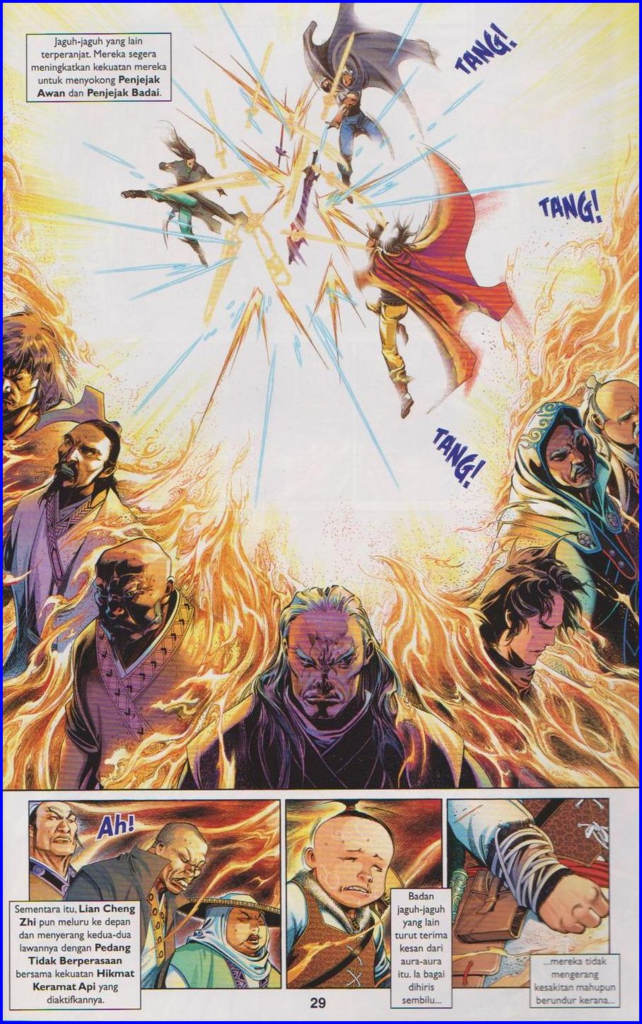 Jaguh-jaguh yang lain
terperanjat. Mereka segera
meningkatkan kekuatan mereka
untuk menyokong Penjejak
Awan dan Penjejak Badai.
TANG!
TANG!
TANG!
Ah!
Sementara itu, Lian Cheng
Zhi pun meluru ke depan
dan menyerang kedua-dua
lawannya dengan Pedang
Tidak Berperasaan
bersama kekuatan Hikmat
Keramat Api yang
diaktifkannya.
Badan
jaguh-jaguh
yang lain
turut terima
kesan dari
aura-aura
itu. Ia bagai
dihiris
sembilu...
...mereka tidak
mengerang
kesakitan mahupun
berundur kerana...
29